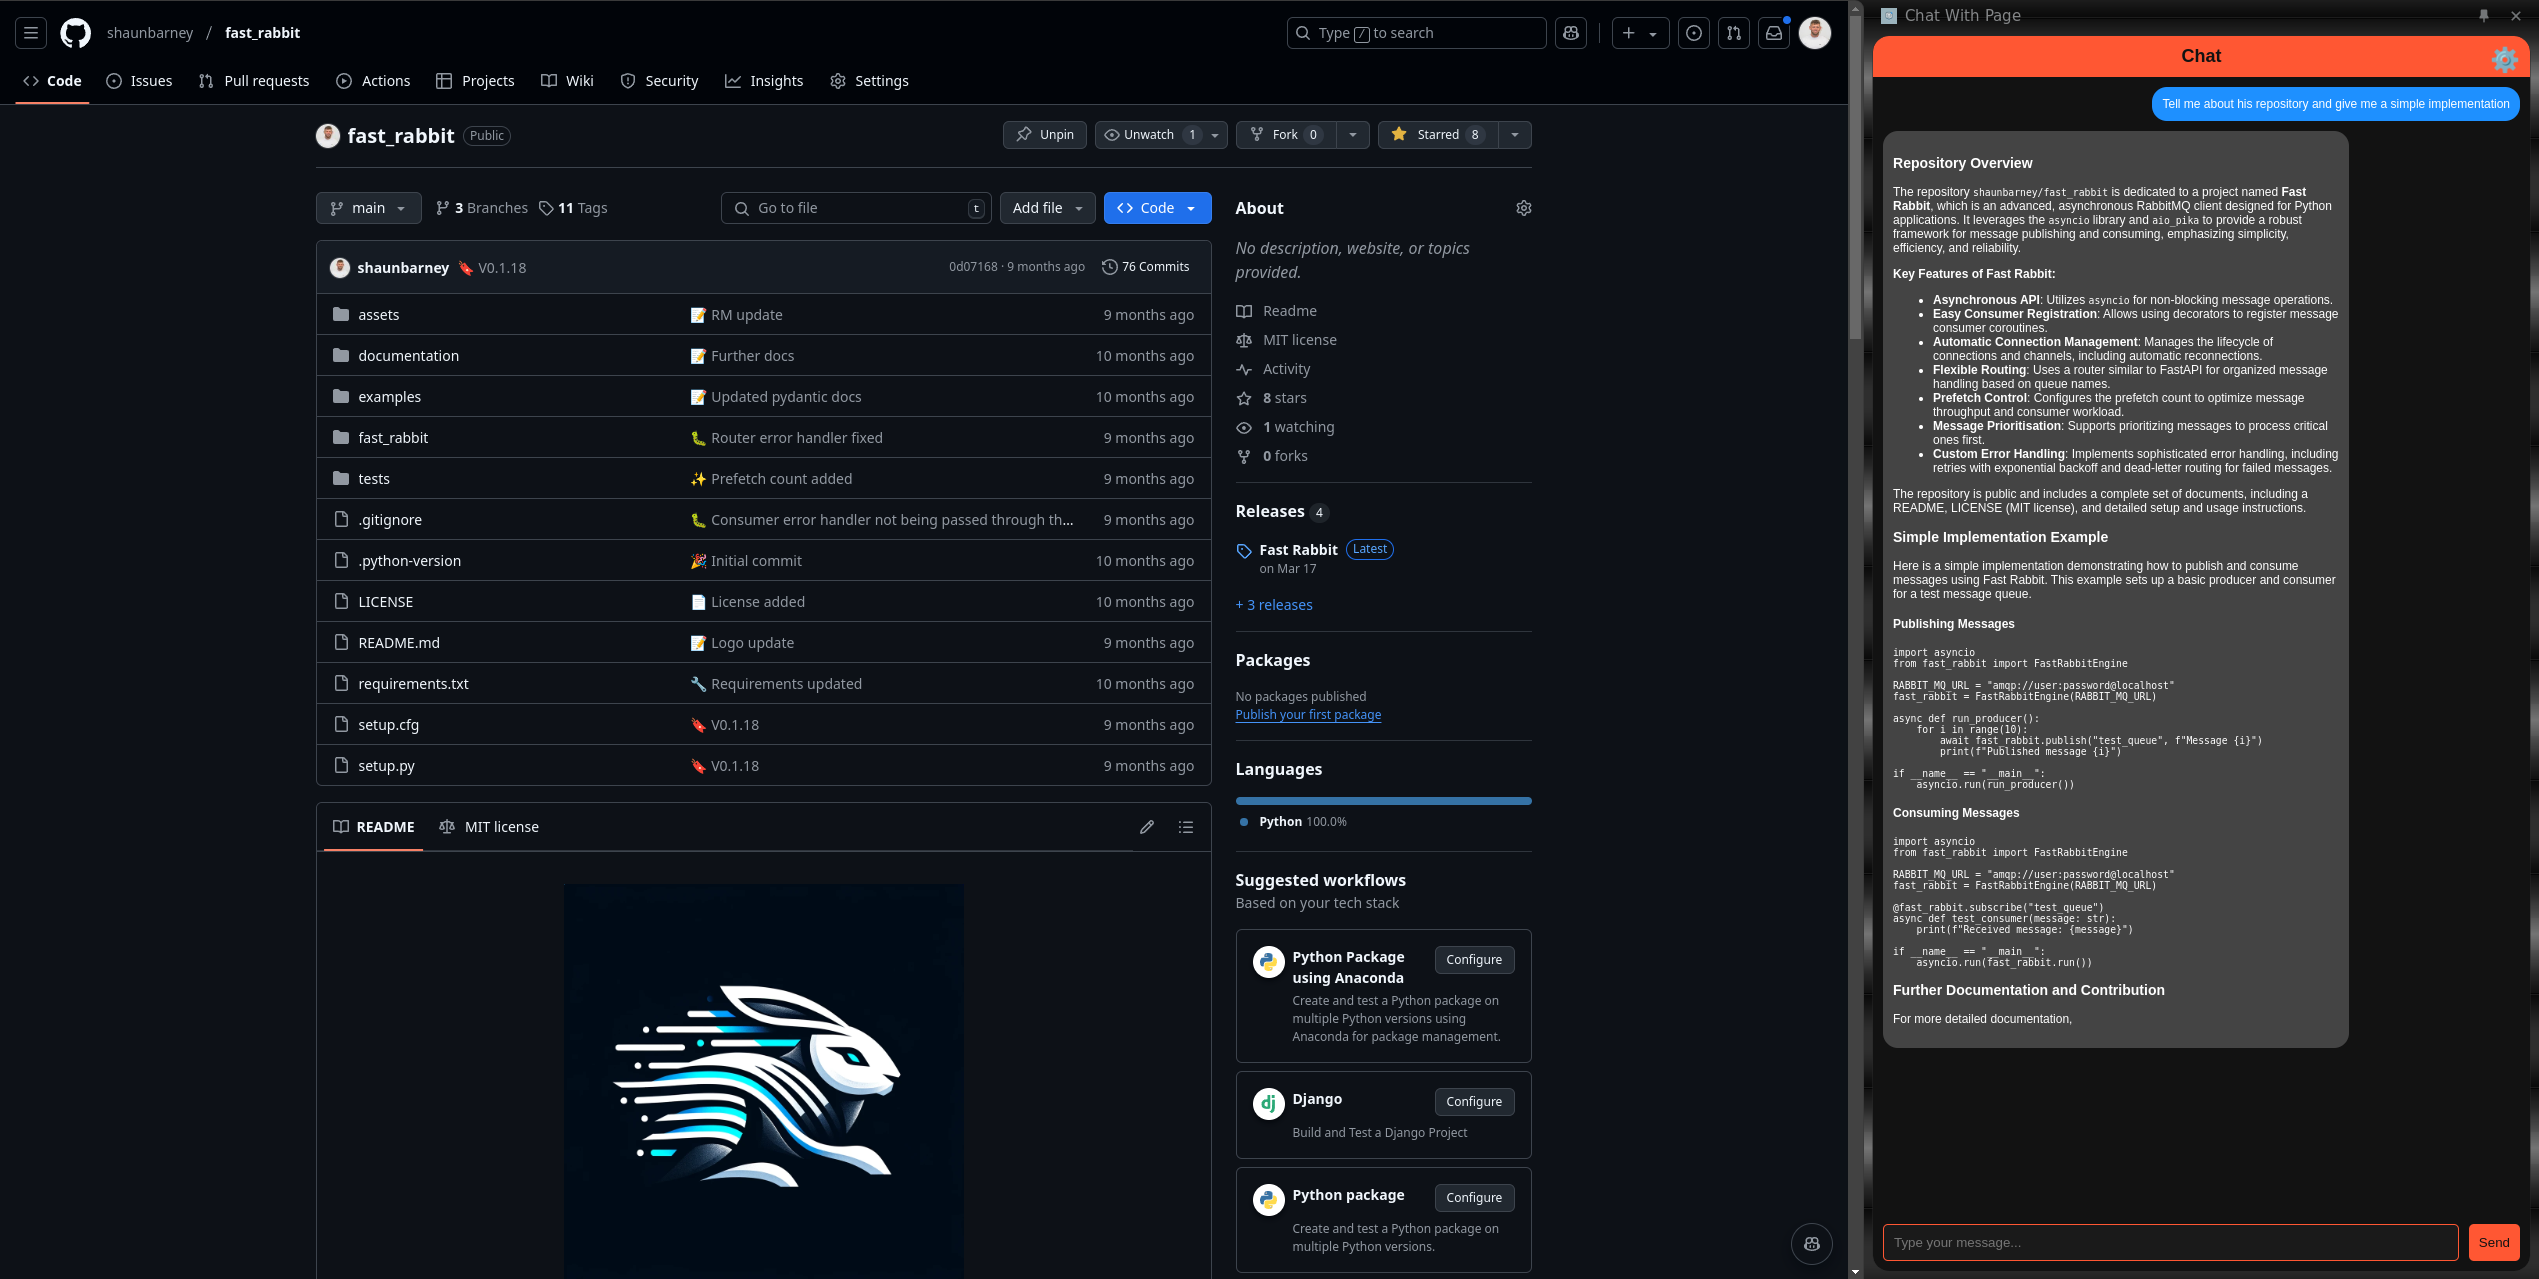 shaunbarney / fast_rabbit
Type / to search
Code
Issues
Pull requests
Actions
Projects
Wiki
Security
Insights
Settings
fast_rabbit Public
Unpin
Unwatch 1
Fork 0
Starred 8
main
3 Branches
11 Tags
Go to file t
Add file
Code
shaunbarney V0.1.18
0d07168 · 9 months ago
76 Commits
assets RM update 9 months ago
documentation Further docs 10 months ago
examples Updated pydantic docs 10 months ago
fast_rabbit Router error handler fixed 9 months ago
tests Prefetch count added 9 months ago
.gitignore Consumer error handler not being passed through th... 9 months ago
.python-version Initial commit 10 months ago
LICENSE License added 10 months ago
README.md Logo update 9 months ago
requirements.txt Requirements updated 10 months ago
setup.cfg V0.1.18 9 months ago
setup.py V0.1.18 9 months ago
README
MIT license
About
No description, website, or topics
provided.
Readme
MIT license
Activity
8 stars
1 watching
0 forks
Releases 4
Fast Rabbit Latest
on Mar 17
+ 3 releases
Packages
No packages published
Publish your first package
Languages
Python 100.0%
Suggested workflows
Based on your tech stack
Python Package
using Anaconda
Configure
Create and test a Python package on
multiple Python versions using
Anaconda for package management.
dj
Django
Configure
Build and Test a Django Project
Python package
Configure
Create and test a Python package on
multiple Python versions.
Chat With Page
Chat
Tell me about his repository and give me a simple implementation
Repository Overview
The repository shaunbarney/fast_rabbit is dedicated to a project named Fast
Rabbit, which is an advanced, asynchronous RabbitMQ client designed for Python
applications. It leverages the asyncio library and aio_pika to provide a robust
framework for message publishing and consuming, emphasizing simplicity,
efficiency, and reliability.
Key Features of Fast Rabbit:
• Asynchronous API: Utilizes asyncio for non-blocking message operations.
• Easy Consumer Registration: Allows using decorators to register message
consumer coroutines.
• Automatic Connection Management: Manages the lifecycle of
connections and channels, including automatic reconnections.
• Flexible Routing: Uses a router similar to FastAPI for organized message
handling based on queue names.
• Prefetch Control: Configures the prefetch count to optimize message
throughput and consumer workload.
• Message Prioritisation: Supports prioritizing messages to process critical
ones first.
• Custom Error Handling: Implements sophisticated error handling, including
retries with exponential backoff and dead-letter routing for failed messages.
The repository is public and includes a complete set of documents, including a
README, LICENSE (MIT license), and detailed setup and usage instructions.
Simple Implementation Example
Here is a simple implementation demonstrating how to publish and consume
messages using Fast Rabbit. This example sets up a basic producer and consumer
for a test message queue.
Publishing Messages
import asyncio
from fast_rabbit import FastRabbitEngine
RABBIT_MQ_URL = "amqp://user:password@localhost"
fast_rabbit = FastRabbitEngine(RABBIT_MQ_URL)
async def run_producer():
    for i in range(10):
        await fast_rabbit.publish("test_queue", f"Message {i}")
        print(f"Published message {i}")
if __name__ == "__main__":
    asyncio.run(run_producer())
Consuming Messages
import asyncio
from fast_rabbit import FastRabbitEngine
RABBIT_MQ_URL = "amqp://user:password@localhost"
fast_rabbit = FastRabbitEngine(RABBIT_MQ_URL)
@fast_rabbit.subscribe("test_queue")
async def test_consumer(message: str):
    print(f"Received message: {message}")
if __name__ == "__main__":
    asyncio.run(fast_rabbit.run())
Further Documentation and Contribution
For more detailed documentation,
Type your message...
Send